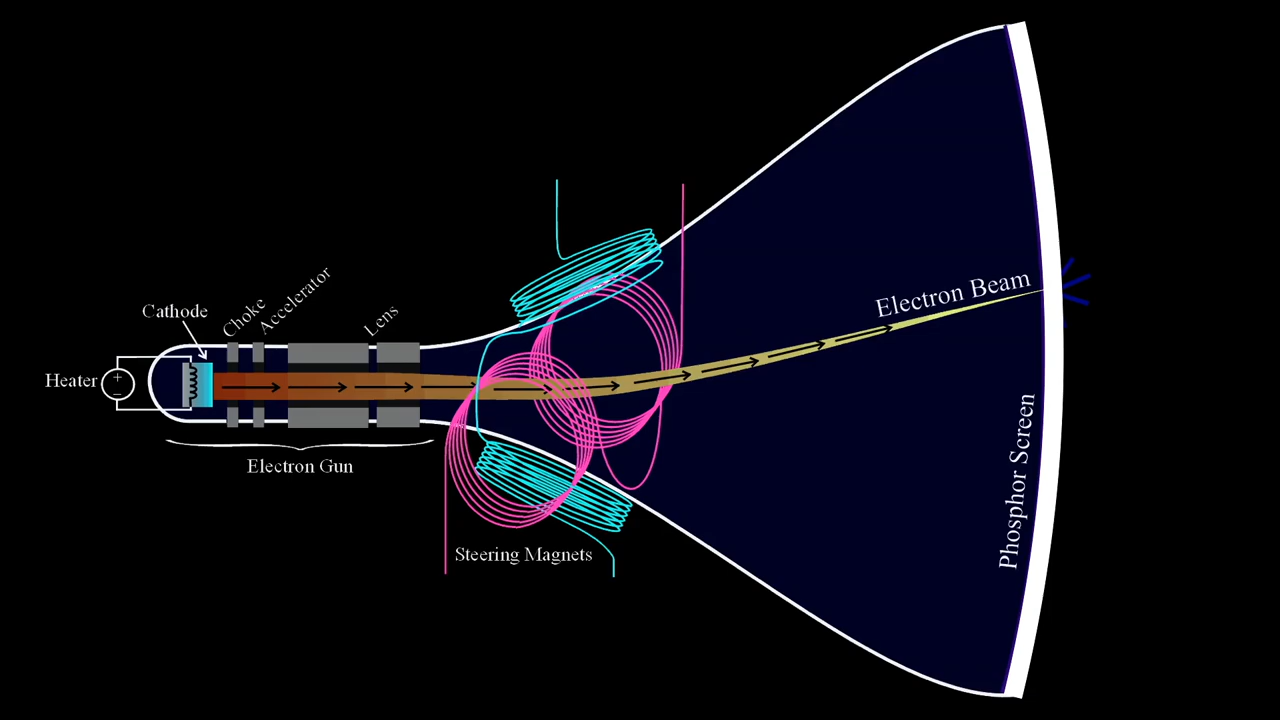 Cathode
Choke
Accelerator
Lens
Heater
+
−
Electron Gun
Steering Magnets
Electron Beam
Phosphor Screen